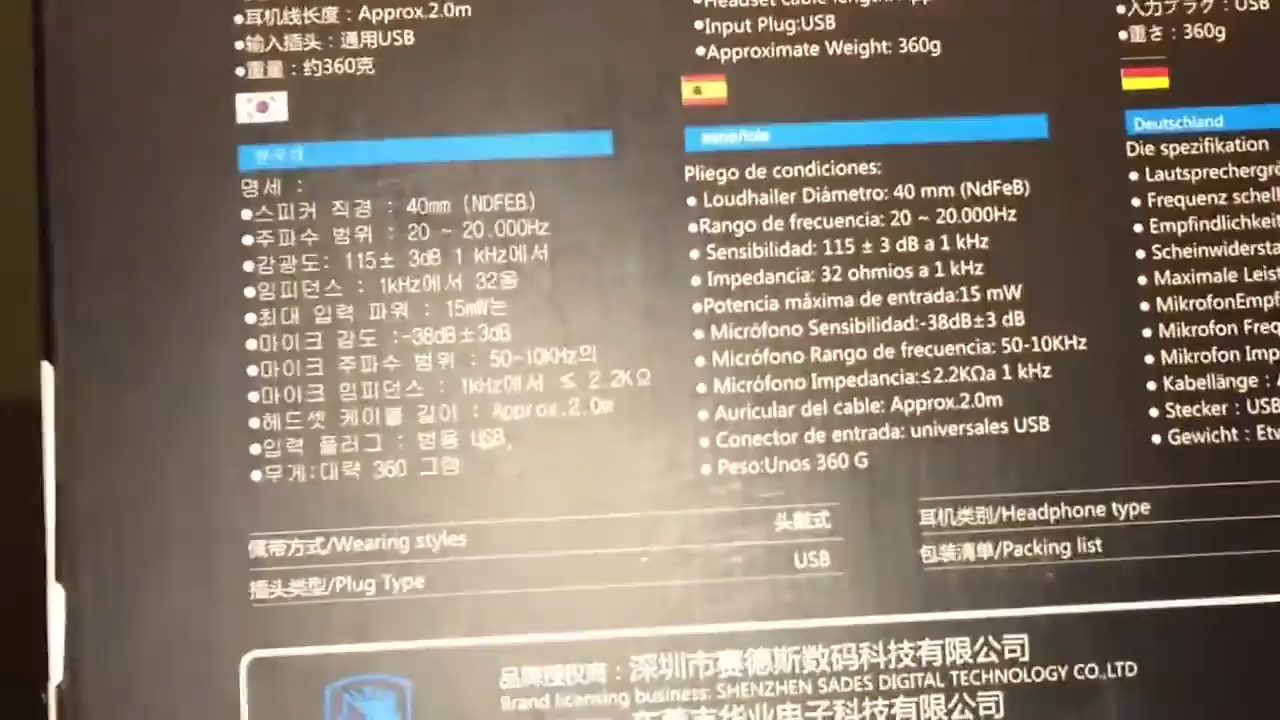 ●耳机线长度：Approx.2.0m
●输入插头：通用USB
●重量：约360克
●Input Plug:USB
●Approximate Weight: 360g
●入力プラグ：USB
●重さ：360g
명세 :
●스피커 직경 : 40mm (NDFEB)
●주파수 범위 : 20 ~ 20.000Hz
●감광도: 115± 3dB 1 kHz에서
●임피던스 : 1kHz에서 32옴
●최대 입력 파워 : 15mW는
●마이크 감도 :-38dB±3dB
●마이크 주파수 범위 : 50-10KHz의
●마이크 임피던스 : 1kHz에서 ≤ 2.2KΩ
●헤드셋 케이블 길이 : Approx.2.0m
●입력 플러그 : 범용 USB,
●무게:대략 360 그램
Pliego de condiciones:
● Loudhailer Diámetro: 40 mm (NdFeB)
●Rango de frecuencia: 20 ~ 20.000Hz
● Sensibilidad: 115 ± 3 dB a 1 kHz
● Impedancia: 32 ohmios a 1 kHz
●Potencia máxima de entrada:15 mW
● Micrófono Sensibilidad:-38dB±3 dB
● Micrófono Rango de frecuencia: 50-10KHz
● Micrófono Impedancia:≤2.2KΩa 1 kHz
● Auricular del cable: Approx.2.0m
● Conector de entrada: universales USB
● Peso:Unos 360 G
Deutschland
Die spezifikation
● Frequenz
●
● Maximale
●
● Mikrofon
● Mikrofon
● Kabellänge :
● Stecker : USB
● Gewicht :
佩带方式/Wearing styles 头戴式
插头类型/Plug Type USB
耳机类别/Headphone type
包装清单/Packing list
品牌授权商：深圳市赛德斯数码科技有限公司
Brand licensing business: SHENZHEN SADES DIGITAL TECHNOLOGY CO.,LTD
东莞市华业电子科技有限公司